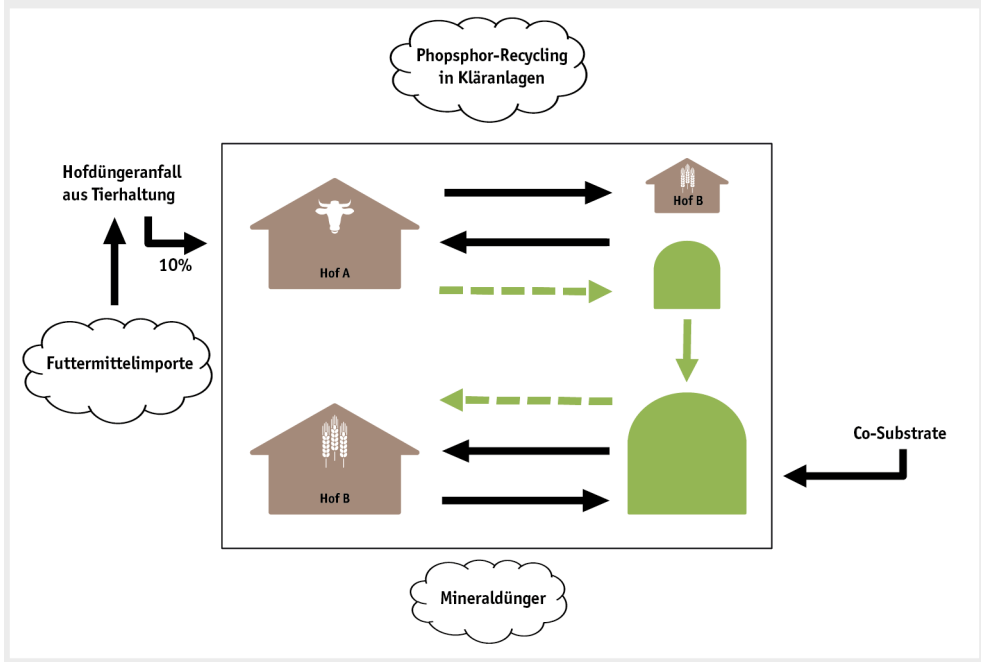 Phopsphor-Recycling
in Kläranlagen
Hofdüngeranfall
aus Tierhaltung
10%
Hof B
Hof A
Futtermittelimporte
Co-Substrate
Hof B
Mineraldünger